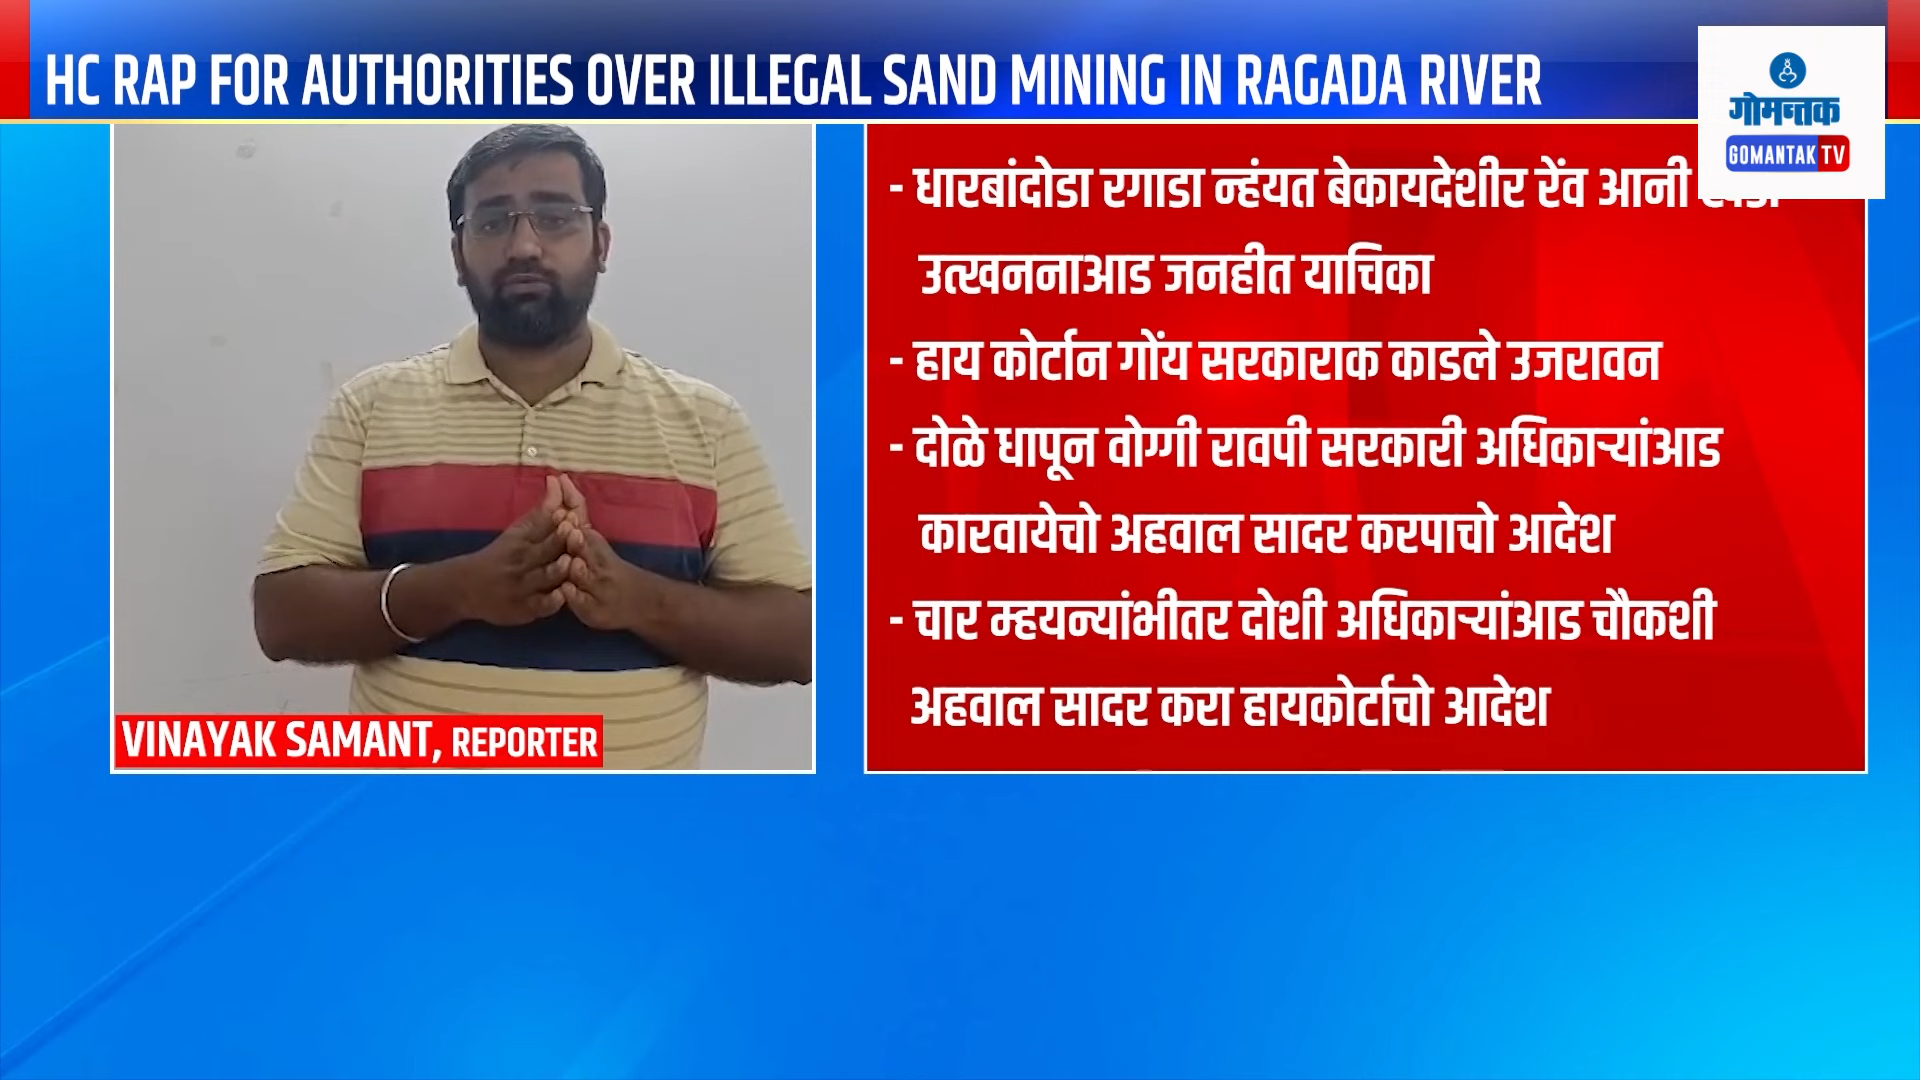 HC RAP FOR AUTHORITIES OVER ILLEGAL SAND MINING IN RAGADA RIVER
गोमन्तक
GOMANTAK TV
- धारबांदोडा रगाडा न्हंयत बेकायदेशीर रेंव आनी
उत्खननाआड जनहीत याचिका
- हाय कोर्टान गोंय सरकाराक काडले उजरावन
- दोळे धापून वोग्गी रावपी सरकारी अधिकाऱ्यांआड
कारवायेचो अहवाल सादर करपाचो आदेश
- चार म्हयन्यांभीतर दोशी अधिकाऱ्यांआड चौकशी
अहवाल सादर करा हायकोर्टाचो आदेश
VINAYAK SAMANT, REPORTER